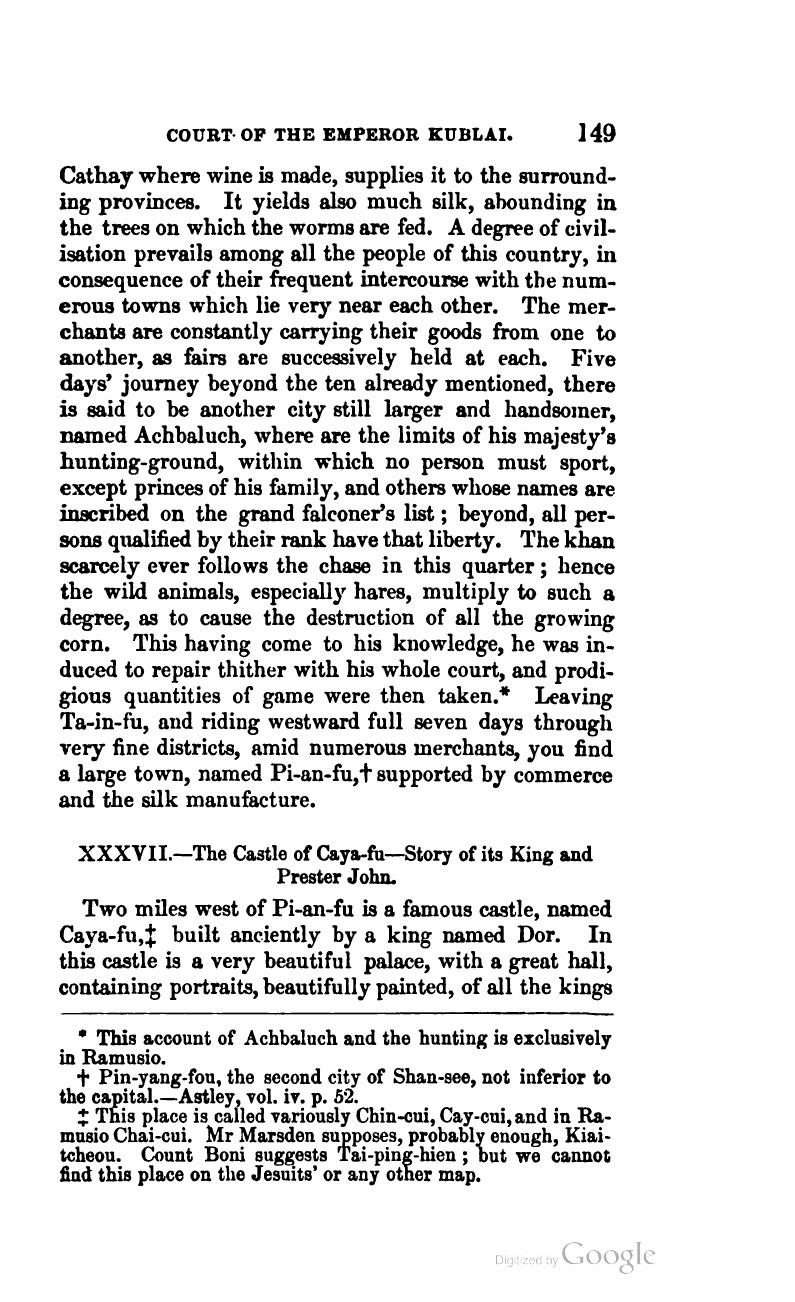 COURT· OF THE EMPEROR KUBLAI. 149
Cathay where wine is made, supplies it to the surround-
ing provinces. It yields also much silk, abounding in
the trees on which the worms are fed. A degree of civil-
isation prevails among all the people of this country, in
consequence of their frequent intercourse with the num-
erous towns which lie very near each other. The mer-
chants are constantly carrying their goods from one to
another, as fairs are successively held at each. Five
days' journey beyond the ten already mentioned, there
is said to be another city still larger and handsomer,
named Achbaluch, where are the limits of his majesty's
hunting-ground, within which no person must sport,
except princes of his family, and others whose names are
inscribed on the grand falconer's list; beyond, all per-
sons qualified by their rank have that liberty. The khan
scarcely ever follows the chase in this quarter; hence
the wild animals, especially hares, multiply to such a
degree, as to cause the destruction of all the growing
corn. This having come to his knowledge, he was in-
duced to repair thither with his whole court, and prodi-
gious quantities of game were then taken.* Leaving
Ta-in-fu, and riding westward full seven days through
very fine districts, amid numerous merchants, you find
a large town, named Pi-an-fu,† supported by commerce
and the silk manufacture.
XXXVII.—The Castle of Caya-fu—Story of its King and
Prester John.
Two miles west of Pi-an-fu is a famous castle, named
Caya-fu,‡ built anciently by a king named Dor. In
this castle is a very beautiful palace, with a great hall,
containing portraits, beautifully painted, of all the kings
* This account of Achbaluch and the hunting is exclusively
in Ramusio.
† Pin-yang-fou, the second city of Shan-see, not inferior to
the capital.—Astley, vol. iv. p. 52.
‡ This place is called variously Chin-cui, Cay-cui, and in Ra-
musio Chai-cui. Mr Marsden supposes, probably enough, Kiai-
tcheou. Count Boni suggests Tai-ping-hien; but we cannot
find this place on the Jesuits' or any other map.
Digitized by Google